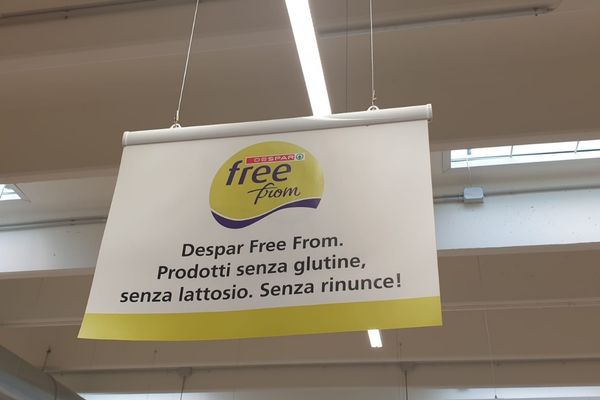 DESPAR
free
from
Despar Free From.
Prodotti senza glutine,
senza lattosio. Senza rinunce!